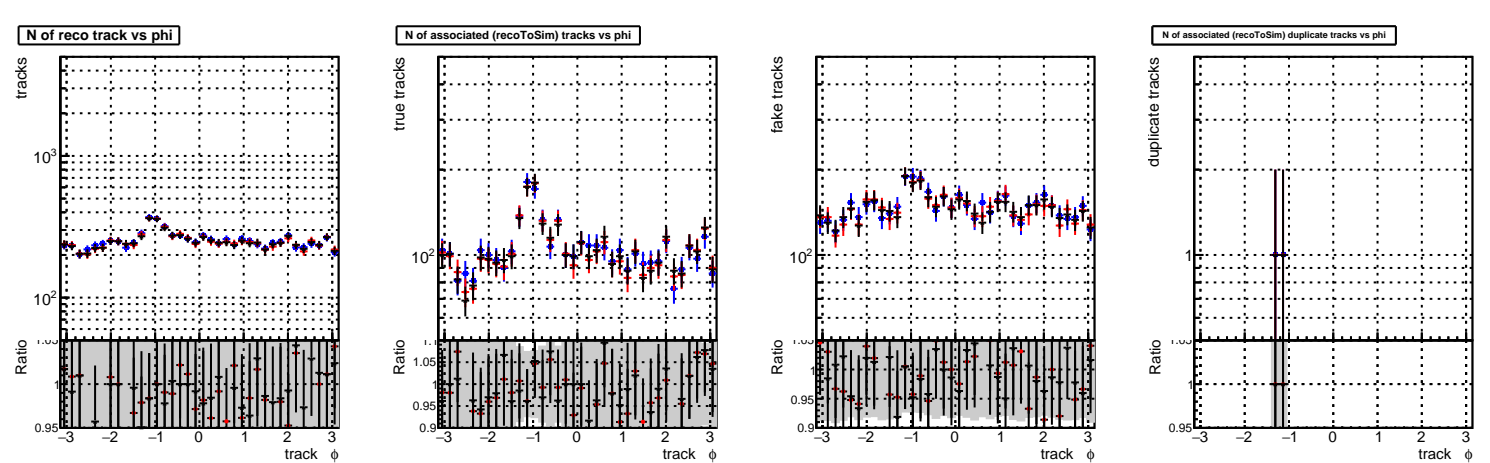 N of reco track vs phi
tracks
10³
10²
Ratio
1
0.95
−3 −2 −1 0 1 2 3
track ϕ
N of associated (recoToSim) tracks vs phi
true tracks
10²
Ratio
1.1
1.05
1
0.95
0.9
−3 −2 −1 0 1 2 3
track ϕ
fake tracks
10²
Ratio
1.05
1
0.95
0.9
−3 −2 −1 0 1 2 3
track ϕ
N of associated (recoToSim) duplicate tracks vs phi
duplicate tracks
1
Ratio
1
0.95
−3 −2 −1 0 1 2 3
track ϕ